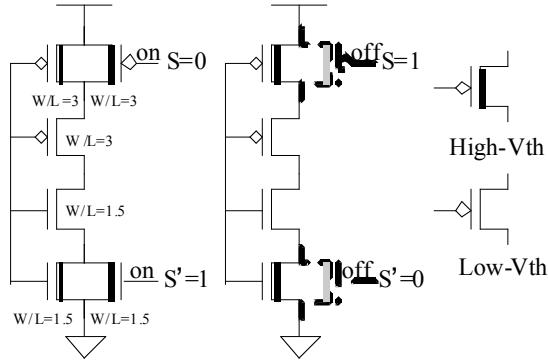 on S=0
off S=1
W/L=3 W/L=3
W/L=3
High-Vth
W/L=1.5
on S'=1
off S'=0
Low-Vth
W/L=1.5 W/L=1.5